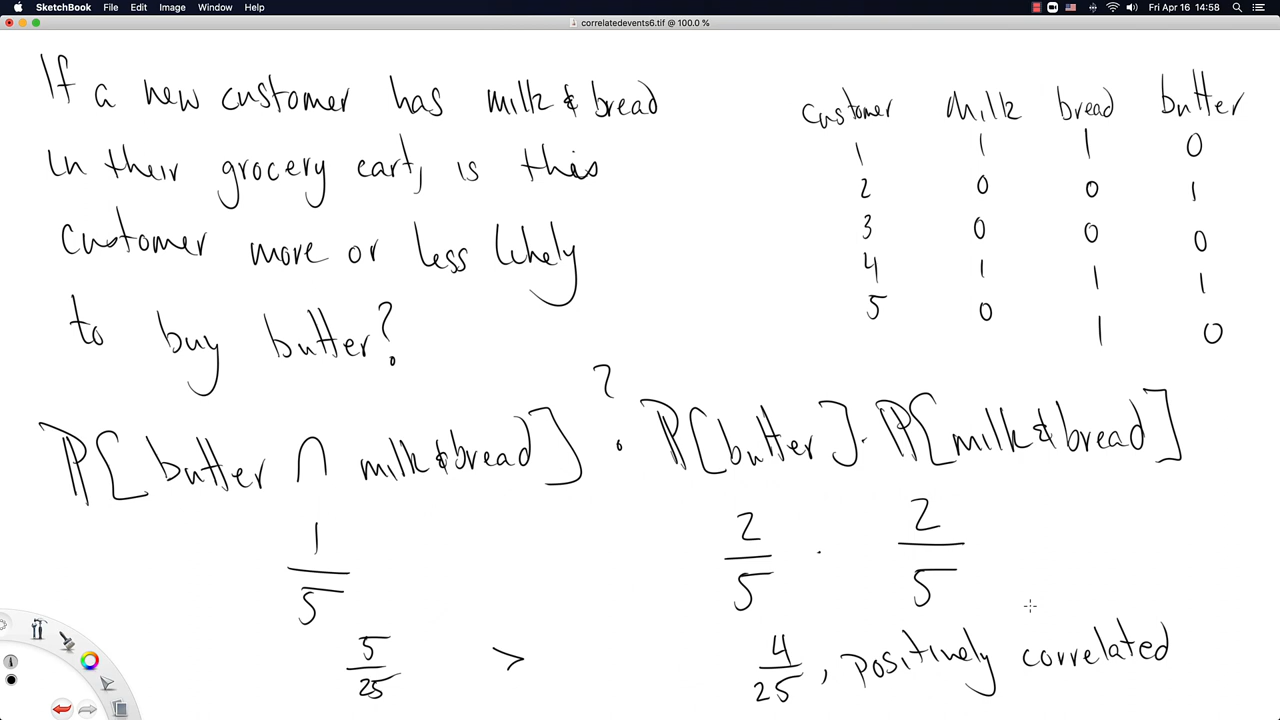 SketchBook File Edit Image Window Help Fri Apr 16 14:58
correlatedevents6.tif @ 100.0 %
If a new customer has milk & bread
in their grocery cart, is this
customer more or less likely
to buy butter?
customer milk bread butter
1 1 1 0
2 0 0 1
3 0 0 0
4 1 1 1
5 0 1 0
ℙ[butter ∩ milk&bread] ? · ℙ[butter] · ℙ[milk&bread]
1/5 2/5 · 2/5
5/25 > 4/25, positively correlated